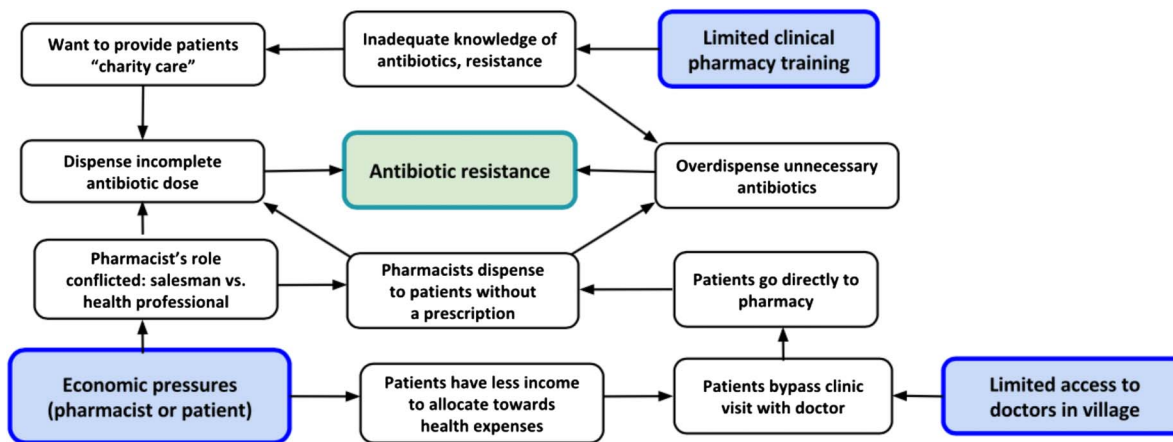 Want to provide patients
“charity care”
Inadequate knowledge of
antibiotics, resistance
Limited clinical
pharmacy training
Dispense incomplete
antibiotic dose
Antibiotic resistance
Overdispense unnecessary
antibiotics
Pharmacist’s role
conflicted: salesman vs.
health professional
Pharmacists dispense
to patients without
a prescription
Patients go directly to
pharmacy
Economic pressures
(pharmacist or patient)
Patients have less income
to allocate towards
health expenses
Patients bypass clinic
visit with doctor
Limited access to
doctors in village